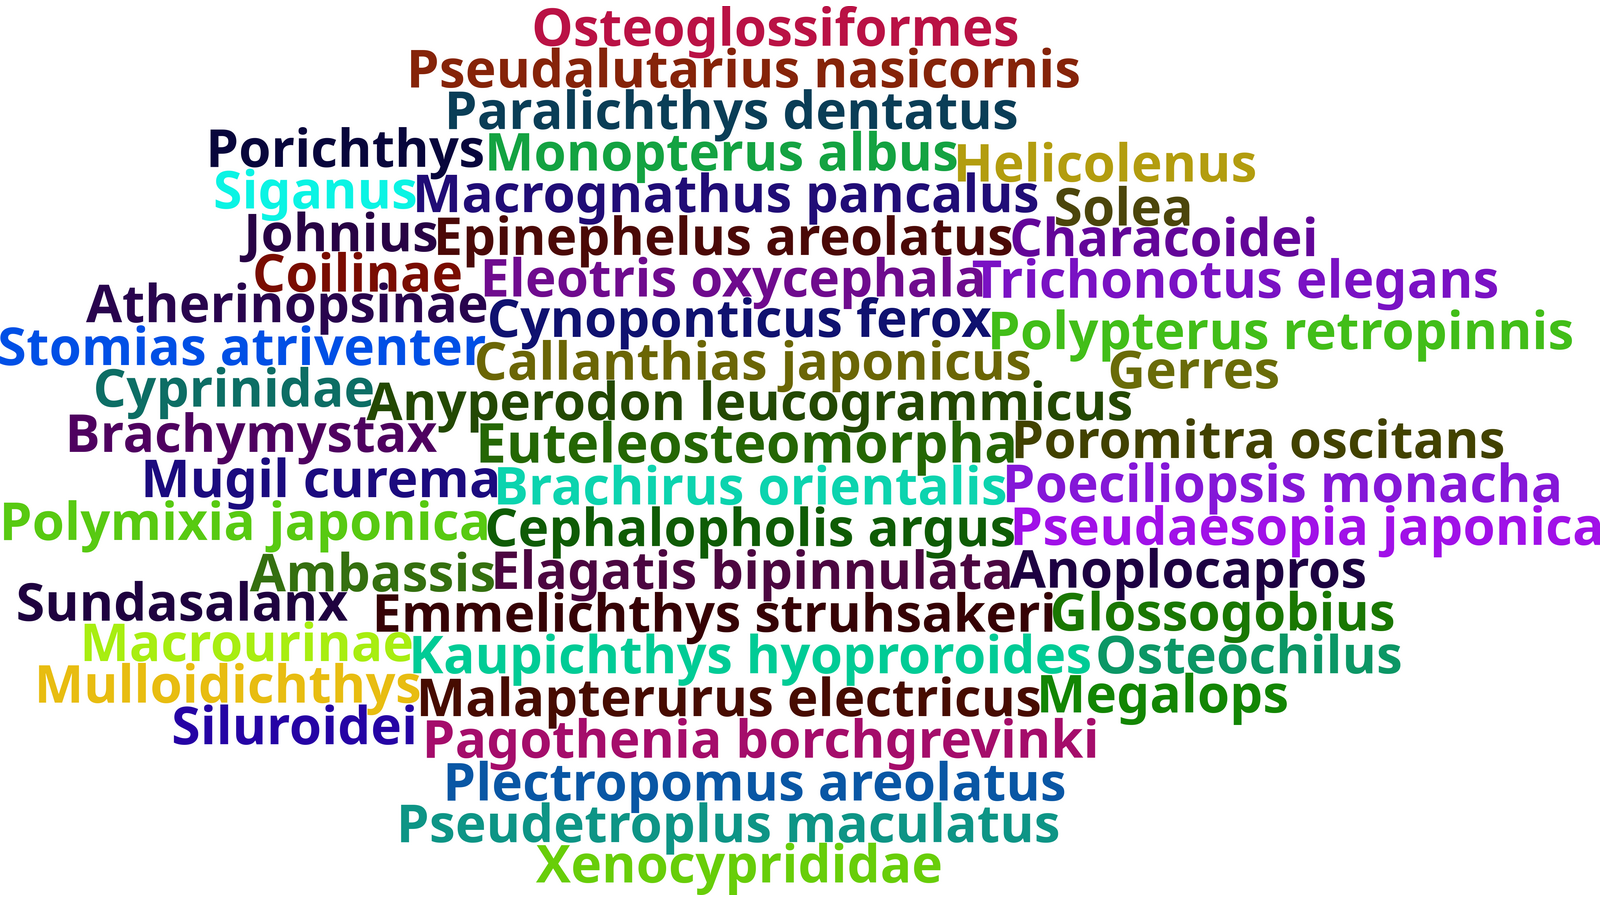 Osteoglossiformes
Pseudalutarius nasicornis
Paralichthys dentatus
Porichthys Monopterus albus Helicolenus
Siganus Macrognathus pancalus Solea
Johnius Epinephelus areolatus Characoidei
Coilinae Eleotris oxycephala Trichonotus elegans
Atherinopsinae Cynoponticus ferox Polypterus retropinnis
Stomias atriventer Callanthias japonicus Gerres
Cyprinidae Anyperodon leucogrammicus
Brachymystax Euteleosteomorpha Poromitra oscitans
Mugil curema Brachirus orientalis Poeciliopsis monacha
Polymixia japonica Cephalopholis argus Pseudaesopia japonica
Ambassis Elagatis bipinnulata Anoplocapros
Sundasalanx Emmelichthys struhsakeri Glossogobius
Macrourinae Kaupichthys hyoproroides Osteochilus
Mulloidichthys Malapterurus electricus Megalops
Siluroidei Pagothenia borchgrevinki
Plectropomus areolatus
Pseudetroplus maculatus
Xenocyprididae